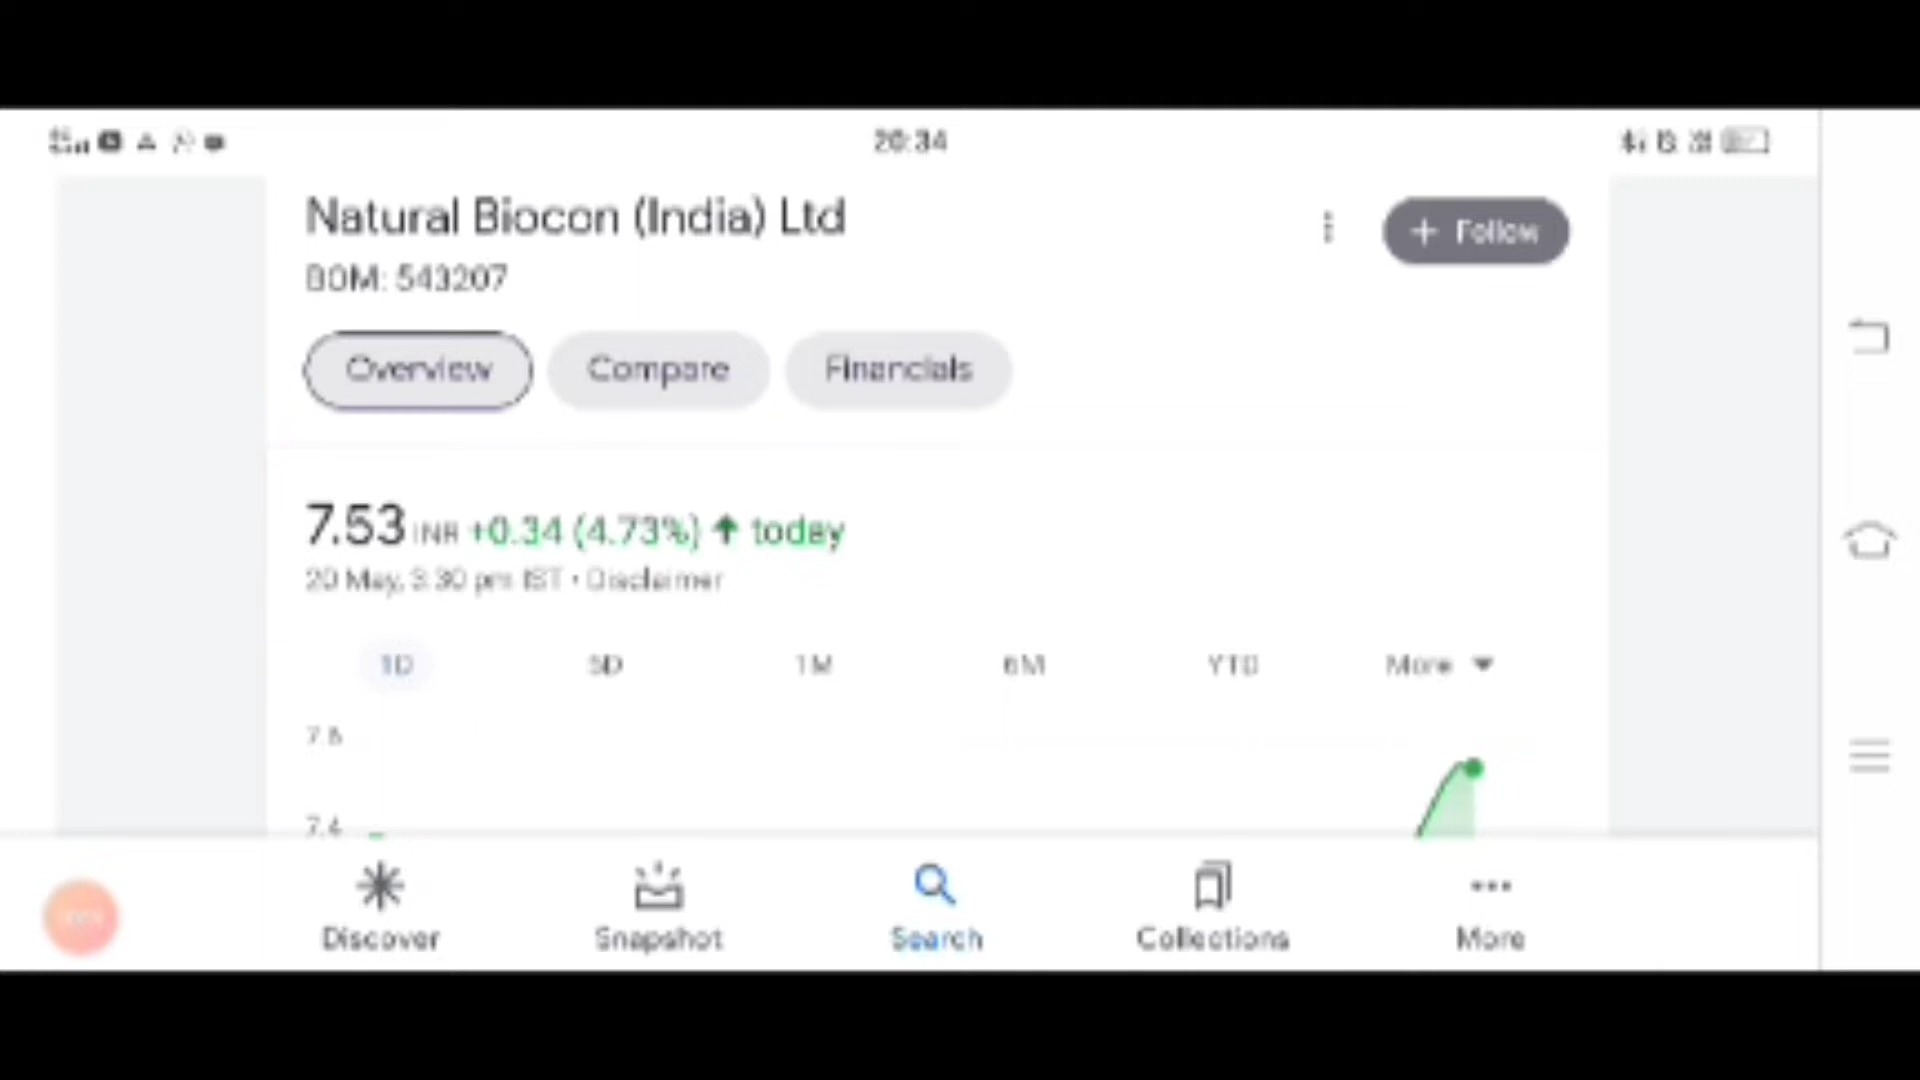 20:34
Natural Biocon (India) Ltd
+ Follow
BOM: 543207
Overview
Compare
Financials
7.53 INR +0.34 (4.73%) ↑ today
20 May, 3:30 pm IST • Disclaimer
1D
5D
1M
6M
YTD
More
7.4
Discover
Snapshot
Search
Collections
More